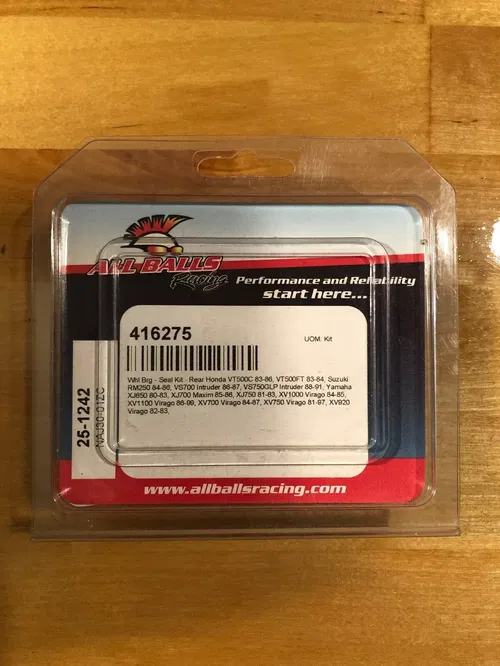 ALL BALLS
Racing
Performance and Reliability
start here...
416275
UOM: Kit
Whl Brg - Seal Kit - Rear Honda VT500C 83-86, VT500FT 83-84, Suzuki
RM250 84-86, VS700 Intruder 86-87, VS750GLP Intruder 88-91, Yamaha
XJ650 80-83, XJ700 Maxim 85-86, XJ750 81-83, XV1000 Virago 84-85,
XV1100 Virago 86-99, XV700 Virago 84-87, XV750 Virago 81-97, XV920
Virago 82-83,
25-1242
NAJ30-01ZC
www.allballsracing.com